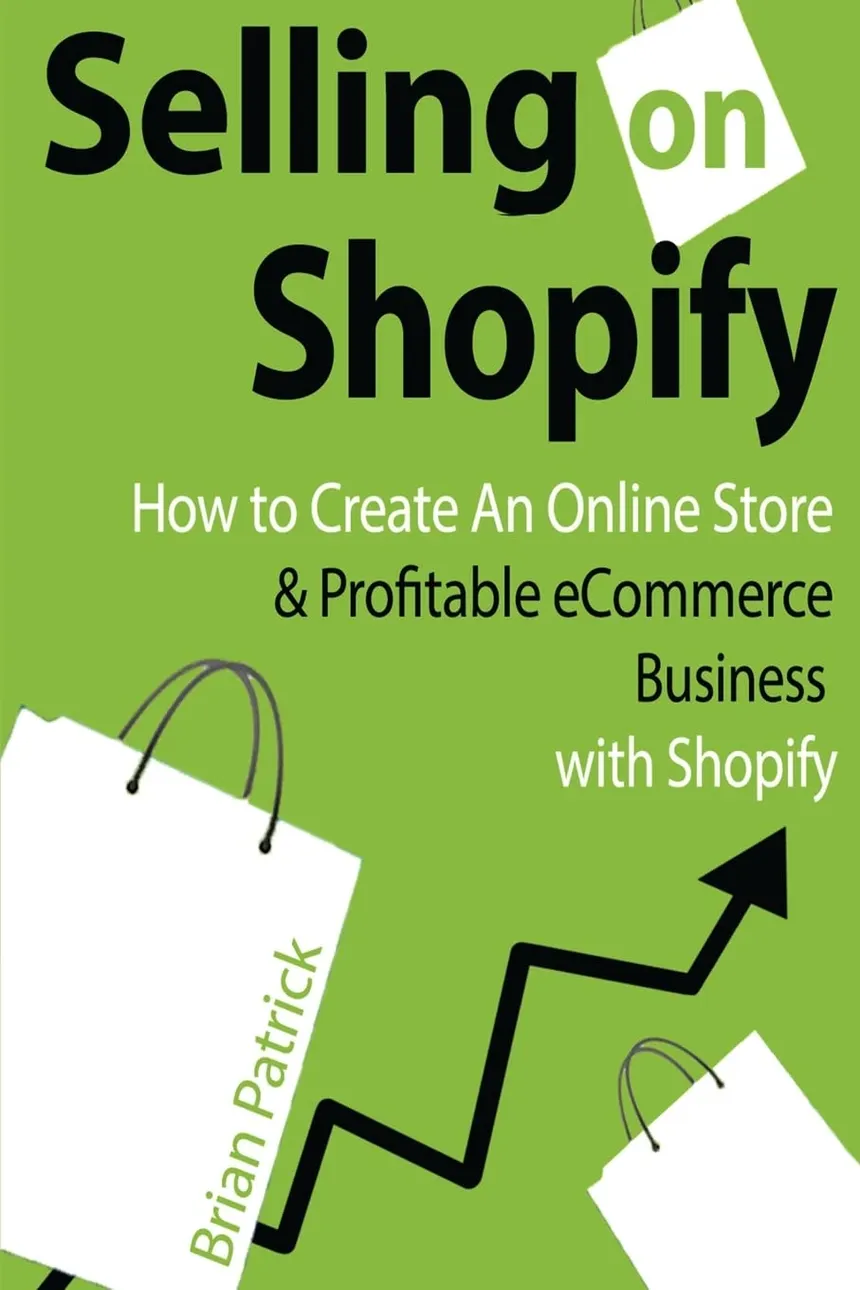 Selling on
Shopify
How to Create An Online Store
& Profitable eCommerce
Business
with Shopify
Brian Patrick